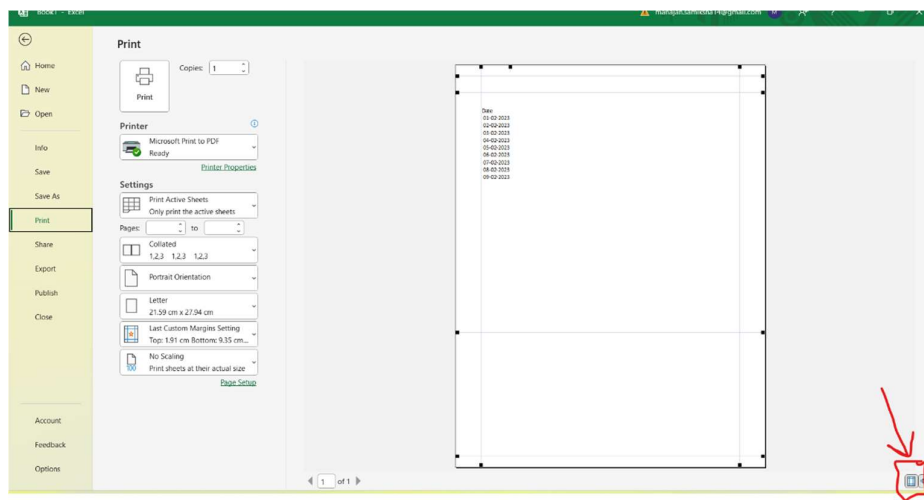 Book1 - Excel
Print
Home
New
Open
Info
Save
Save As
Print
Share
Export
Publish
Close
Account
Feedback
Options
Copies: 1
Print
Printer
Microsoft Print to PDF
Ready
Printer Properties
Settings
Print Active Sheets
Only print the active sheets
Pages: to
Collated
1,2,3 1,2,3 1,2,3
Portrait Orientation
Letter
21.59 cm x 27.94 cm
Last Custom Margins Setting
Top: 1.91 cm Bottom: 9.35 cm...
No Scaling
100
Print sheets at their actual size
Page Setup
Date
01-02-2023
02-02-2023
03-02-2023
04-02-2023
05-02-2023
06-02-2023
07-02-2023
08-02-2023
09-02-2023
1 of 1